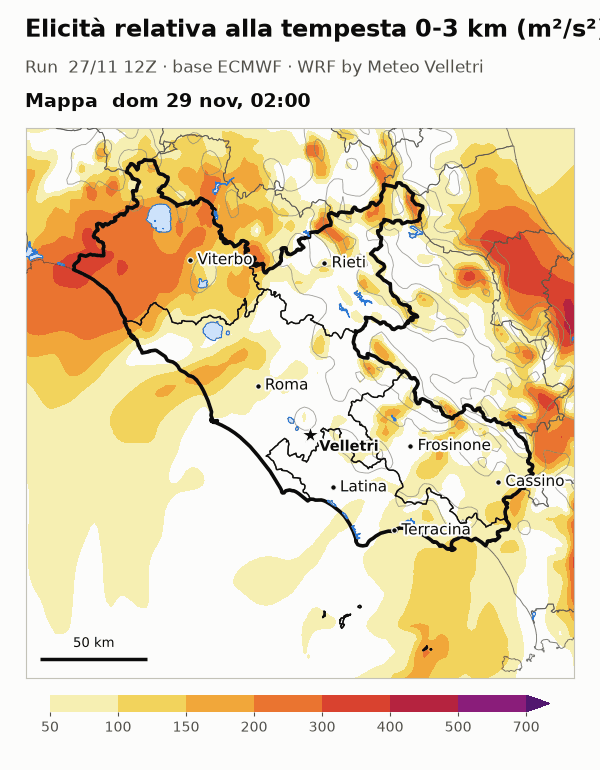 Elicità relativa alla tempesta 0-3 km (m²/s²)
Run 27/11 12Z · base ECMWF · WRF by Meteo Velletri
Mappa dom 29 nov, 02:00
Viterbo
Rieti
Roma
Velletri
Frosinone
Cassino
Latina
Terracina
50 km
50 100 150 200 300 400 500 700